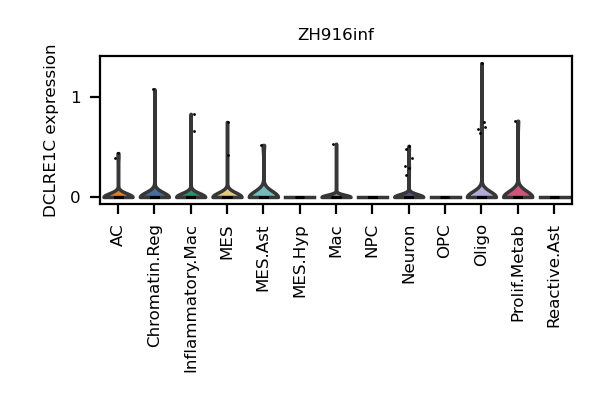 ZH916inf
DCLRE1C expression
1
0
AC
Chromatin.Reg
Inflammatory.Mac
MES
MES.Ast
MES.Hyp
Mac
NPC
Neuron
OPC
Oligo
Prolif.Metab
Reactive.Ast